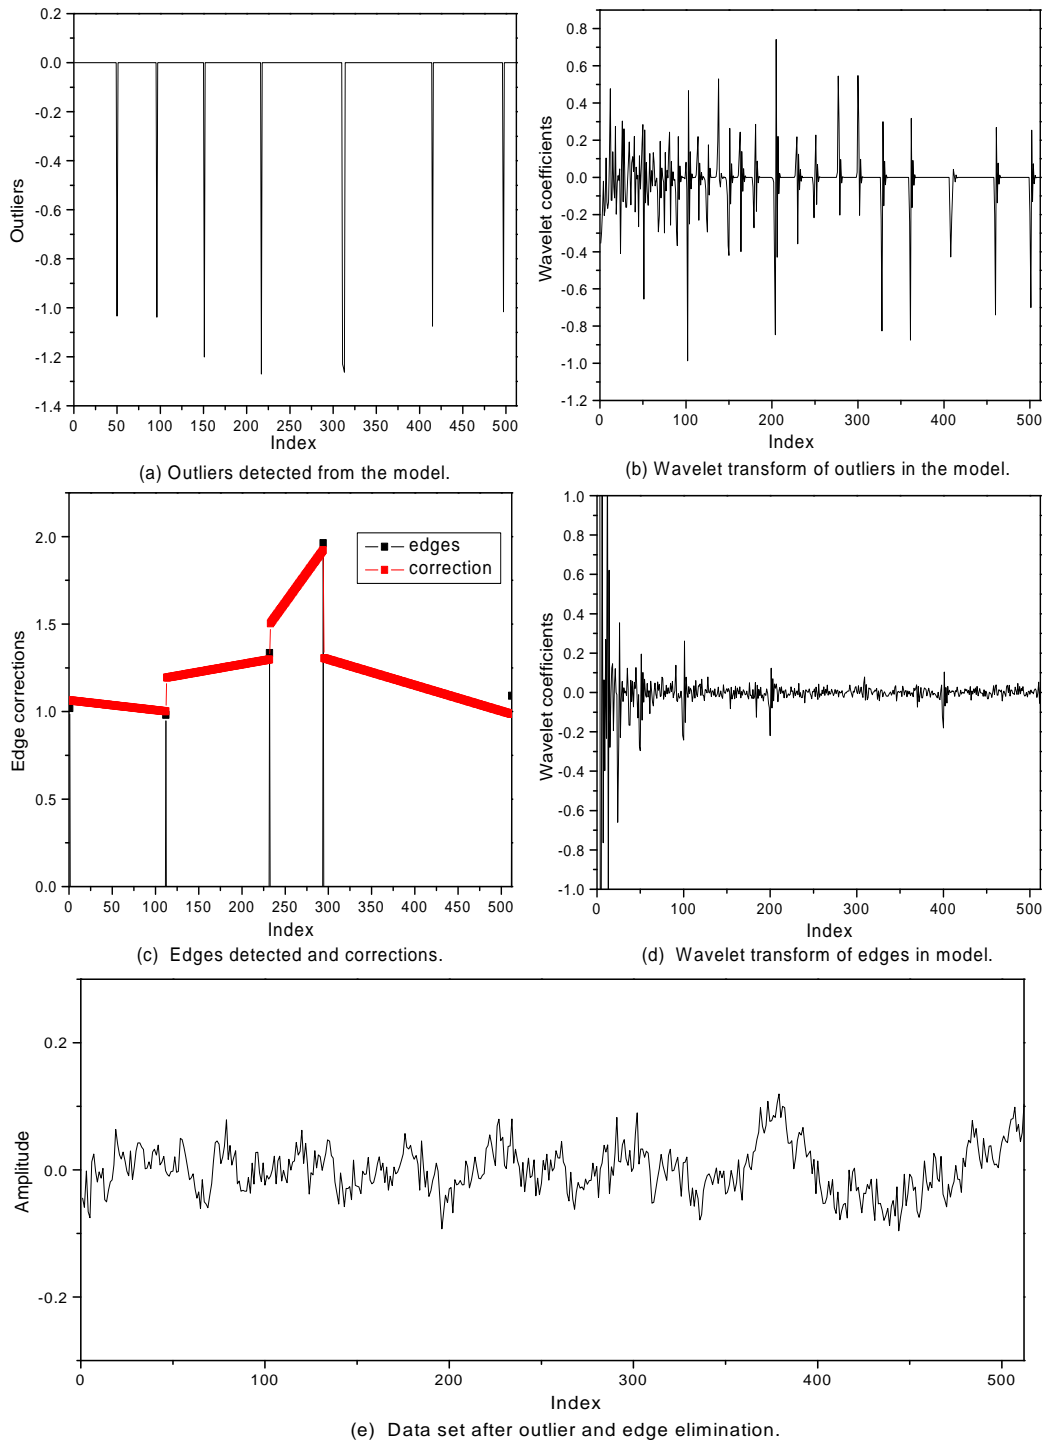 0.2
0.0
-0.2
-0.4
-0.6
-0.8
-1.0
-1.2
-1.4
Outliers
0 50 100 150 200 250 300 350 400 450 500
Index
(a) Outliers detected from the model.
0.8
0.6
0.4
0.2
0.0
-0.2
-0.4
-0.6
-0.8
-1.0
-1.2
Wavelet coefficients
0 100 200 300 400 500
Index
(b) Wavelet transform of outliers in the model.
2.0
1.5
1.0
0.5
0.0
Edge corrections
edges
correction
0 50 100 150 200 250 300 350 400 450 500
Index
(c) Edges detected and corrections.
1.0
0.8
0.6
0.4
0.2
0.0
-0.2
-0.4
-0.6
-0.8
-1.0
Wavelet coefficients
0 100 200 300 400 500
Index
(d) Wavelet transform of edges in model.
0.2
0.0
-0.2
Amplitude
0 100 200 300 400 500
Index
(e) Data set after outlier and edge elimination.